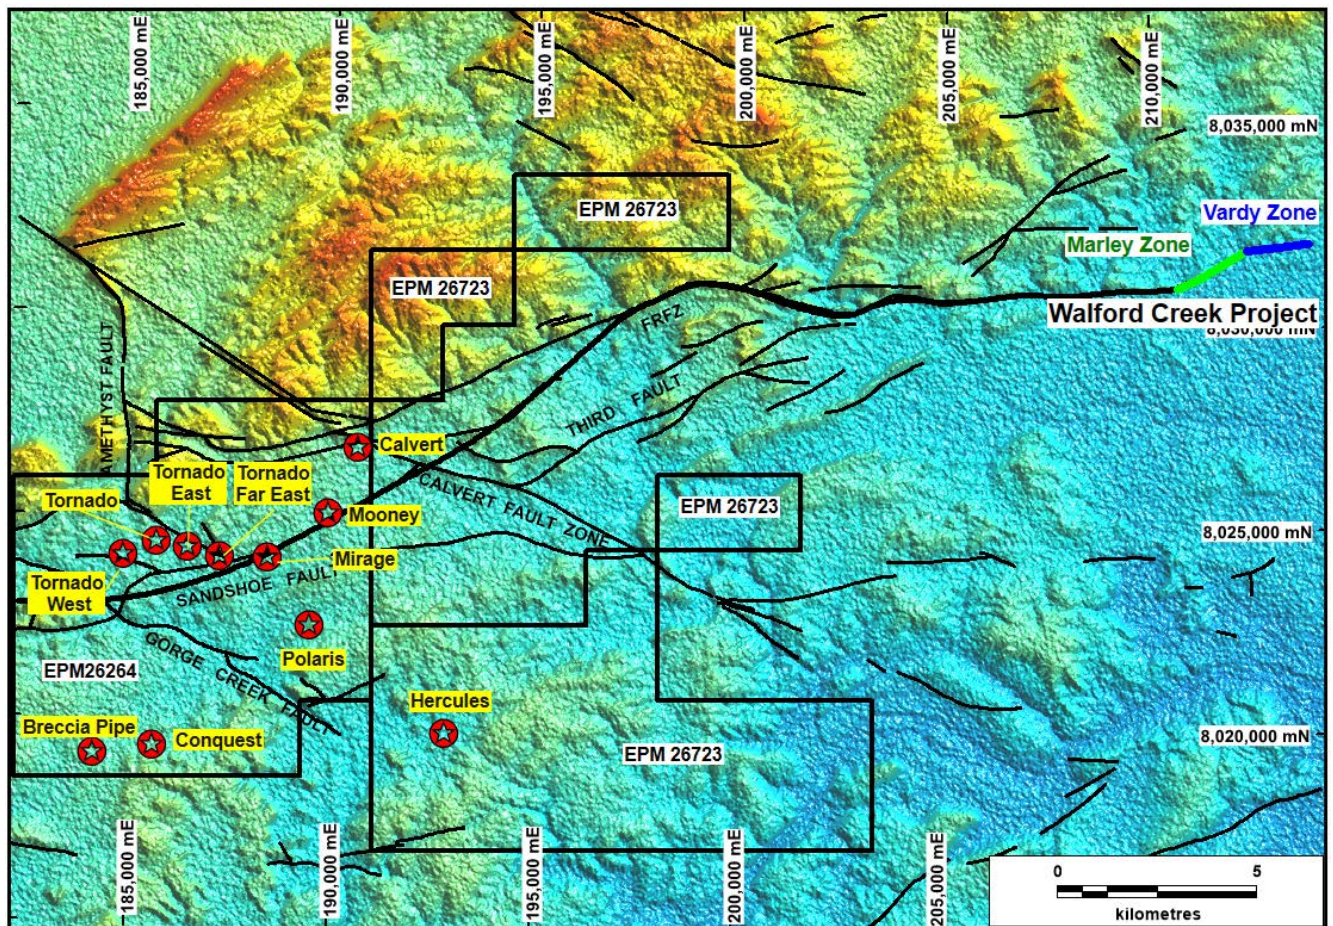 185,000 mE
190,000 mE
195,000 mE
200,000 mE
205,000 mE
210,000 mE
8,035,000 mN
EPM 26723
Vardy Zone
Marley Zone
EPM 26723
Walford Creek Project
8,030,000 mN
FRFZ
AMETHYST FAULT
THIRD FAULT
Calvert
Tornado
Tornado
East
Tornado
Far East
CALVERT FAULT ZONE
EPM 26723
Mooney
8,025,000 mN
Mirage
Tornado
West
SANDSHOE FAULT
GORGE CREEK FAULT
Polaris
EPM26264
Hercules
Breccia Pipe
Conquest
EPM 26723
8,020,000 mN
185,000 mE
190,000 mE
195,000 mE
200,000 mE
205,000 mE
0 5
kilometres